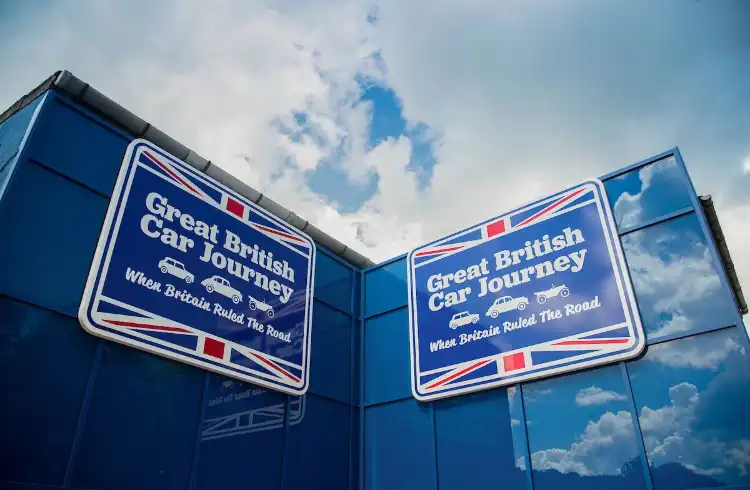 Great British
Car Journey
When Britain Ruled The Road
Great British
Car Journey
When Britain Ruled The Road